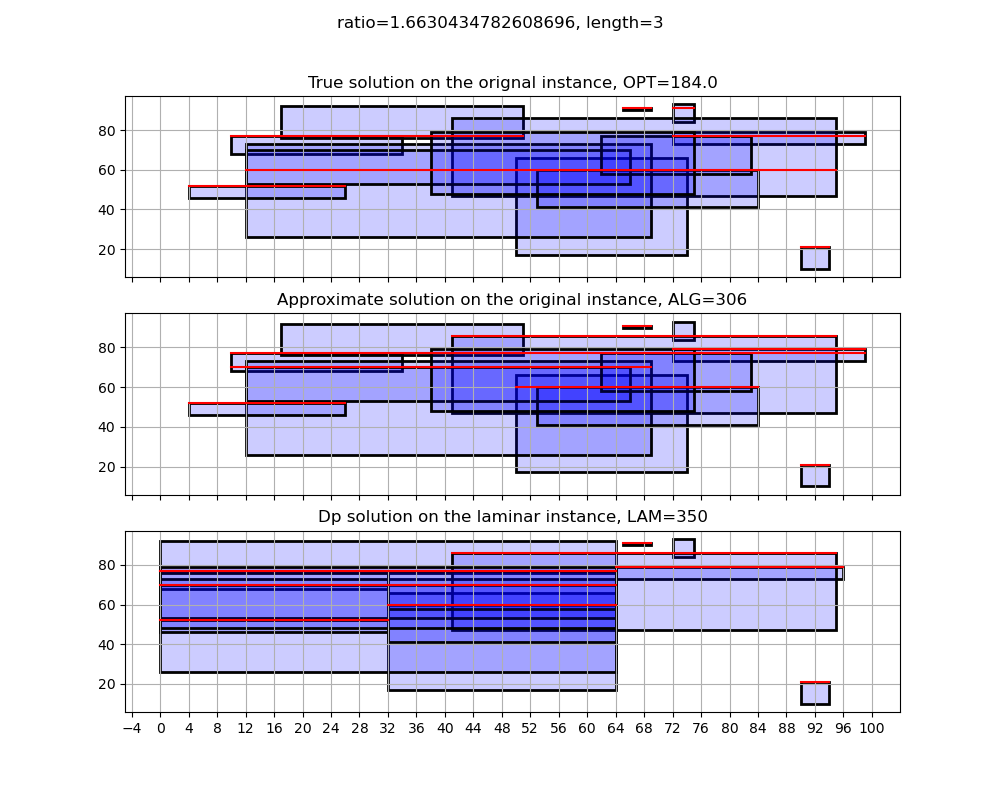 ratio=1.6630434782608696, length=3
True solution on the orignal instance, OPT=184.0
80
60
40
20
Approximate solution on the original instance, ALG=306
80
60
40
20
Dp solution on the laminar instance, LAM=350
80
60
40
20
−4 0 4 8 12 16 20 24 28 32 36 40 44 48 52 56 60 64 68 72 76 80 84 88 92 96 100